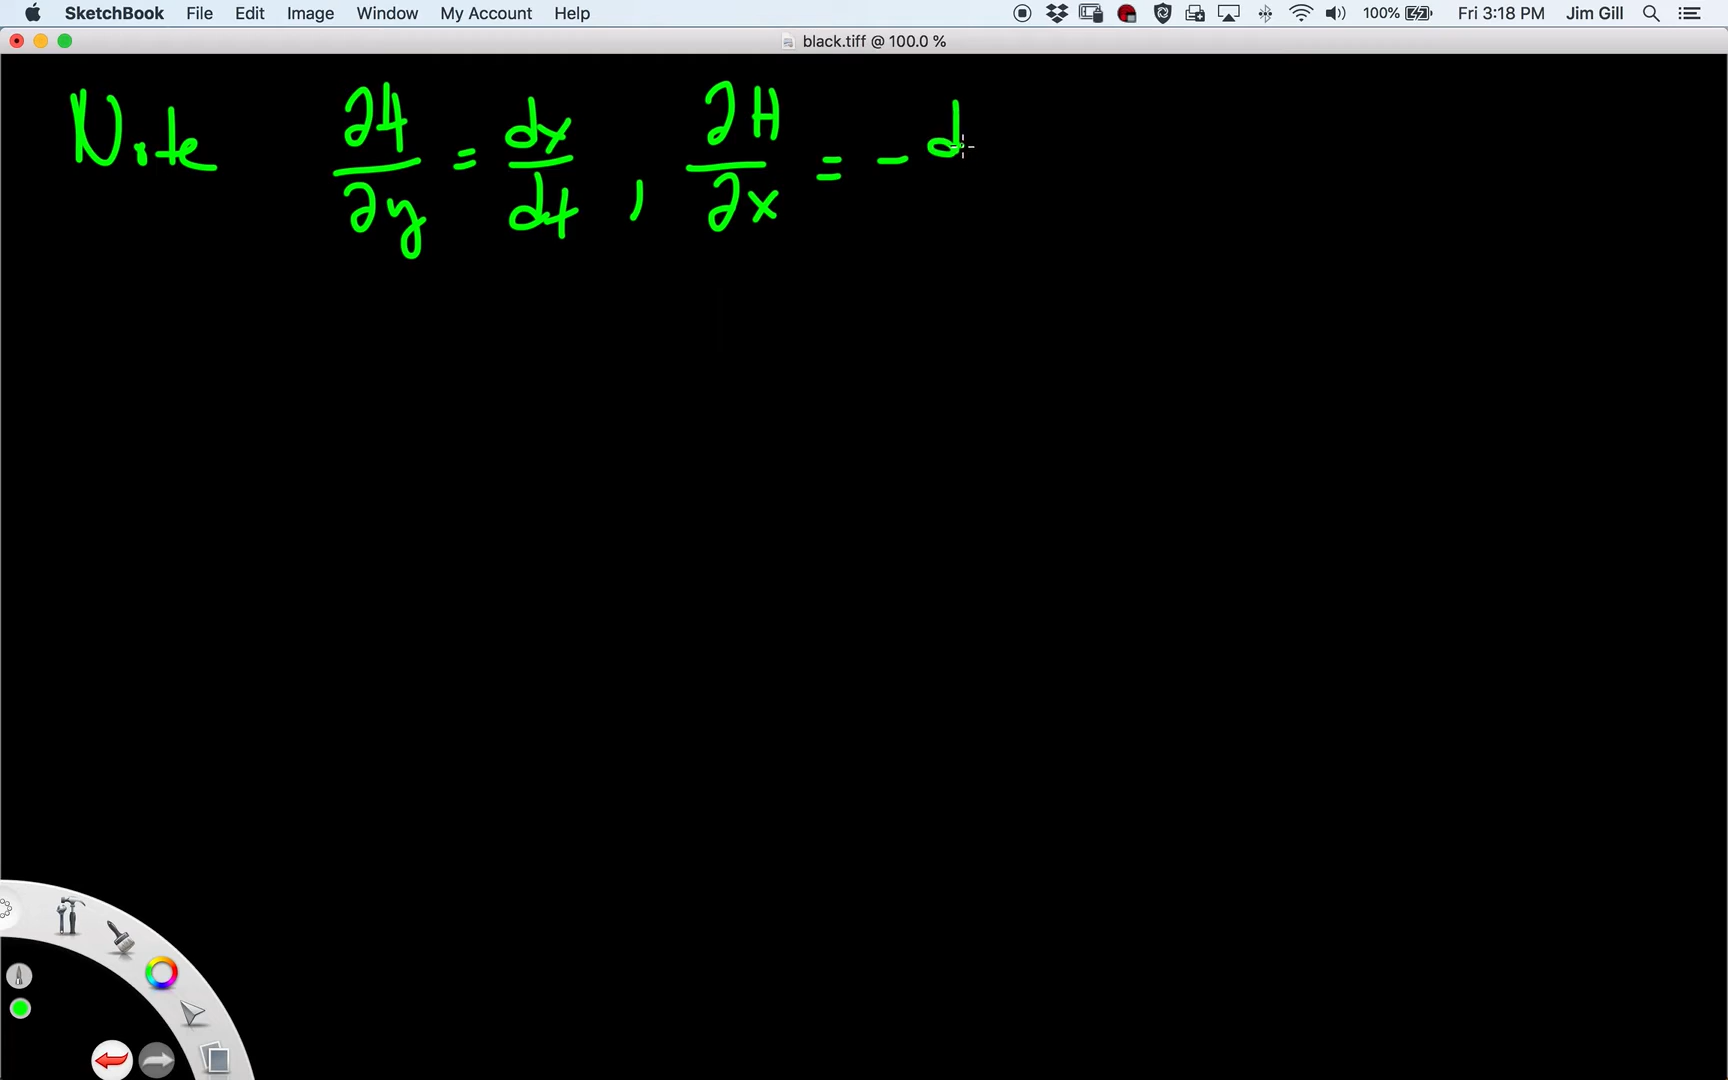 SketchBook File Edit Image Window My Account Help 100% Fri 3:18 PM Jim Gill
black.tiff @ 100.0 %
Note ∂H/∂y = dx/dt , ∂H/∂x = - d